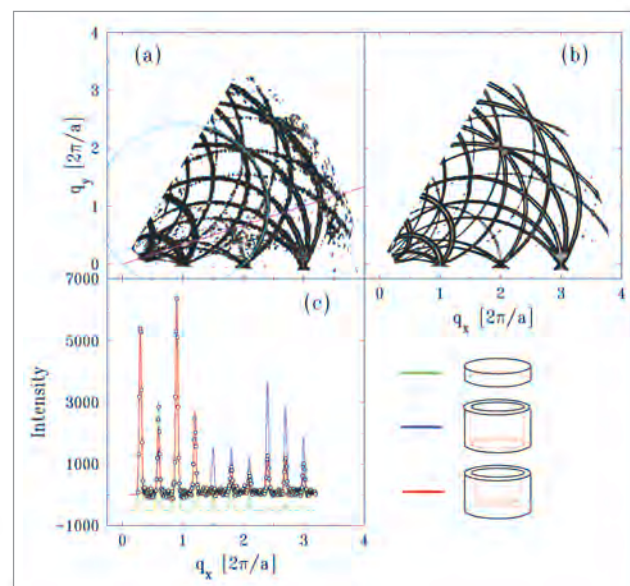 4
3
2
1
0
q_y [2π/a]
(a)
(b)
0 1 2 3 4
q_x [2π/a]
7000
5000
3000
1000
-1000
Intensity
(c)
0 1 2 3 4
q_x [2π/a]